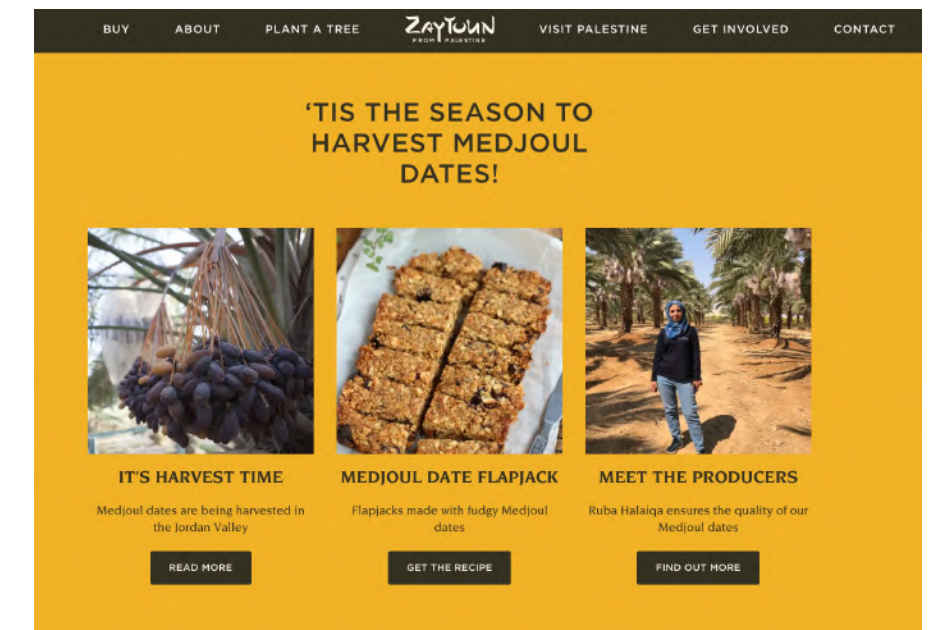 BUY
ABOUT
PLANT A TREE
ZAYTOUN
FROM PALESTINE
VISIT PALESTINE
GET INVOLVED
CONTACT
‘TIS THE SEASON TO
HARVEST MEDJOUL
DATES!
IT'S HARVEST TIME
Medjoul dates are being harvested in
the Jordan Valley
READ MORE
MEDJOUL DATE FLAPJACK
Flapjacks made with fudgy Medjoul
dates
GET THE RECIPE
MEET THE PRODUCERS
Ruba Halaiqa ensures the quality of our
Medjoul dates
FIND OUT MORE